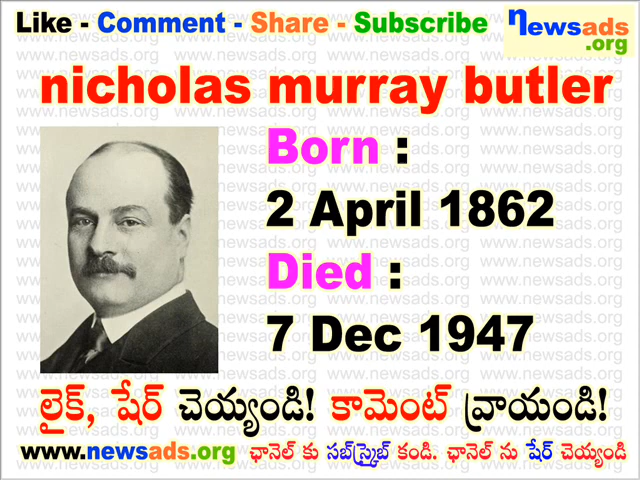 Like - Comment - Share - Subscribe
newsads
.org
nicholas murray butler
Born :
2 April 1862
Died :
7 Dec 1947
లైక్, షేర్ చెయ్యండి! కామెంట్ వ్రాయండి!
www.newsads.org ఛానెల్ కు సబ్‌స్క్రైబ్ కండి. ఛానెల్ ను షేర్ చెయ్యండి